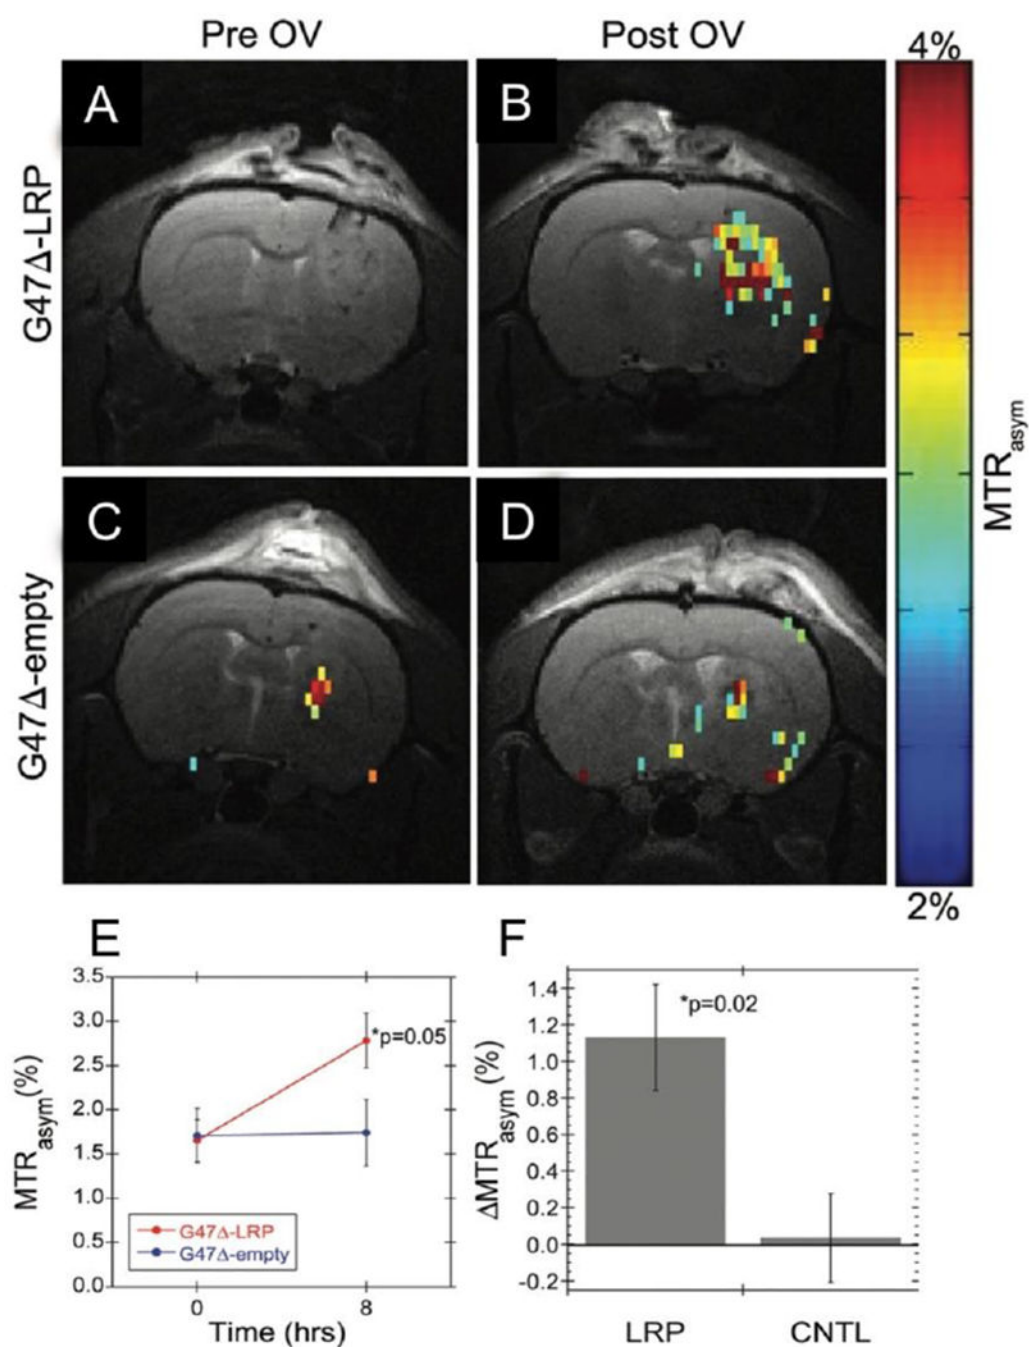 Pre OV
Post OV
4%
A
B
G47Δ-LRP
MTRasym
C
D
G47Δ-empty
2%
E
F
3.5
3.0
2.5
2.0
1.5
1.0
0.5
0.0
MTRasym(%)
*p=0.05
G47Δ-LRP
G47Δ-empty
0
8
Time (hrs)
1.4
1.2
1.0
0.8
0.6
0.4
0.2
0.0
-0.2
ΔMTRasym(%)
*p=0.02
LRP
CNTL